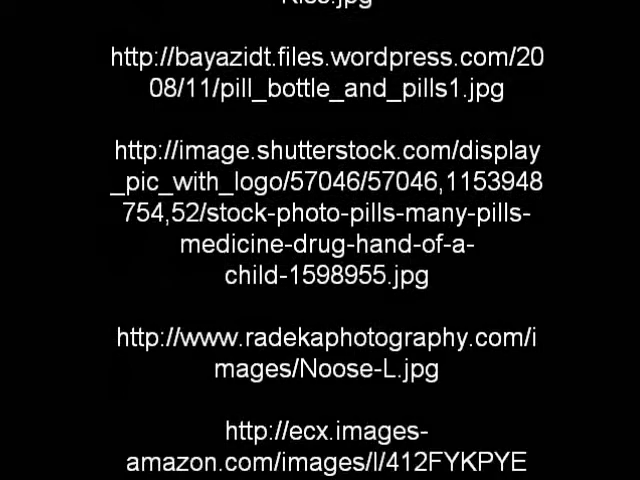 http://bayazidt.files.wordpress.com/20
08/11/pill_bottle_and_pills1.jpg
http://image.shutterstock.com/display
_pic_with_logo/57046/57046,1153948
754,52/stock-photo-pills-many-pills-
medicine-drug-hand-of-a-
child-1598955.jpg
http://www.radekaphotography.com/i
mages/Noose-L.jpg
http://ecx.images-
amazon.com/images/I/412FYKPYE